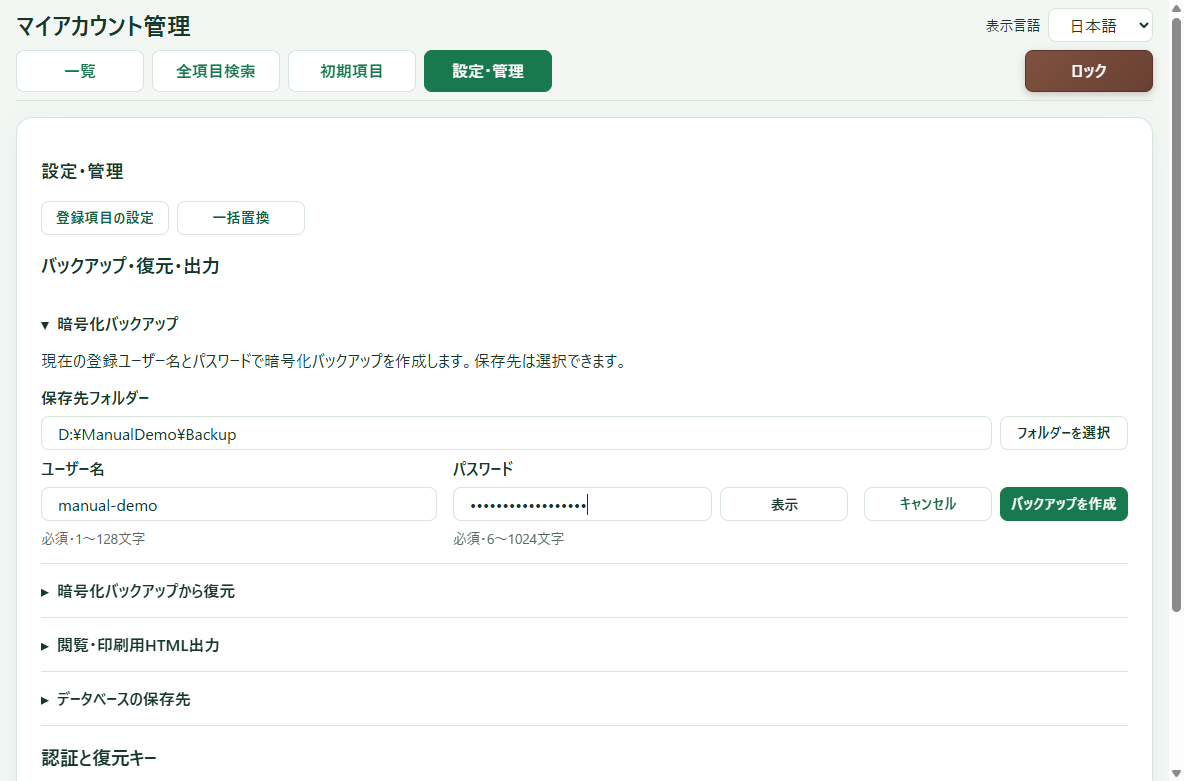 マイアカウント管理
表示言語 日本語
一覧 全項目検索 初期項目 設定・管理 ロック
設定・管理
登録項目の設定 一括置換
バックアップ・復元・出力
▼ 暗号化バックアップ
現在の登録ユーザー名とパスワードで暗号化バックアップを作成します。保存先は選択できます。
保存先フォルダー
D:¥ManualDemo¥Backup フォルダーを選択
ユーザー名 パスワード
manual-demo •••••••••••••••••• 表示 キャンセル バックアップを作成
必須・1～128文字 必須・6～1024文字
▶ 暗号化バックアップから復元
▶ 閲覧・印刷用HTML出力
▶ データベースの保存先
認証と復元キー